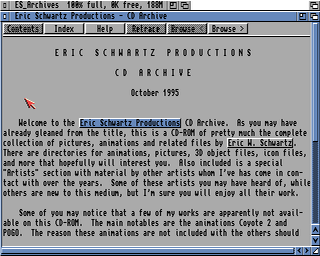 ES_Archives 100% full, 0K free, 188M
Eric Schwartz Productions - CD Archive
Contents Index Help Retrace Browse < Browse >
ERIC SCHWARTZ PRODUCTIONS
CD ARCHIVE
October 1995
Welcome to the Eric Schwartz Productions CD Archive. As you may have
already gleaned from the title, this is a CD-ROM of pretty much the complete
collection of pictures, animations and related files by Eric W. Schwartz.
There are directories for animations, pictures, 3D object files, icon files,
and more that hopefully will interest you. Also included is a special
"Artists" section with material by other artists whom I've has come in con-
tact with over the years. Some of these artists you may have heard of, while
others are new to this medium, but I'm sure you will enjoy all their work.
Some of you may notice that a few of my works are apparently not avail-
able on this CD-ROM. The main notables are the animations Coyote 2 and
POGO. The reason these animations are not included with the others should